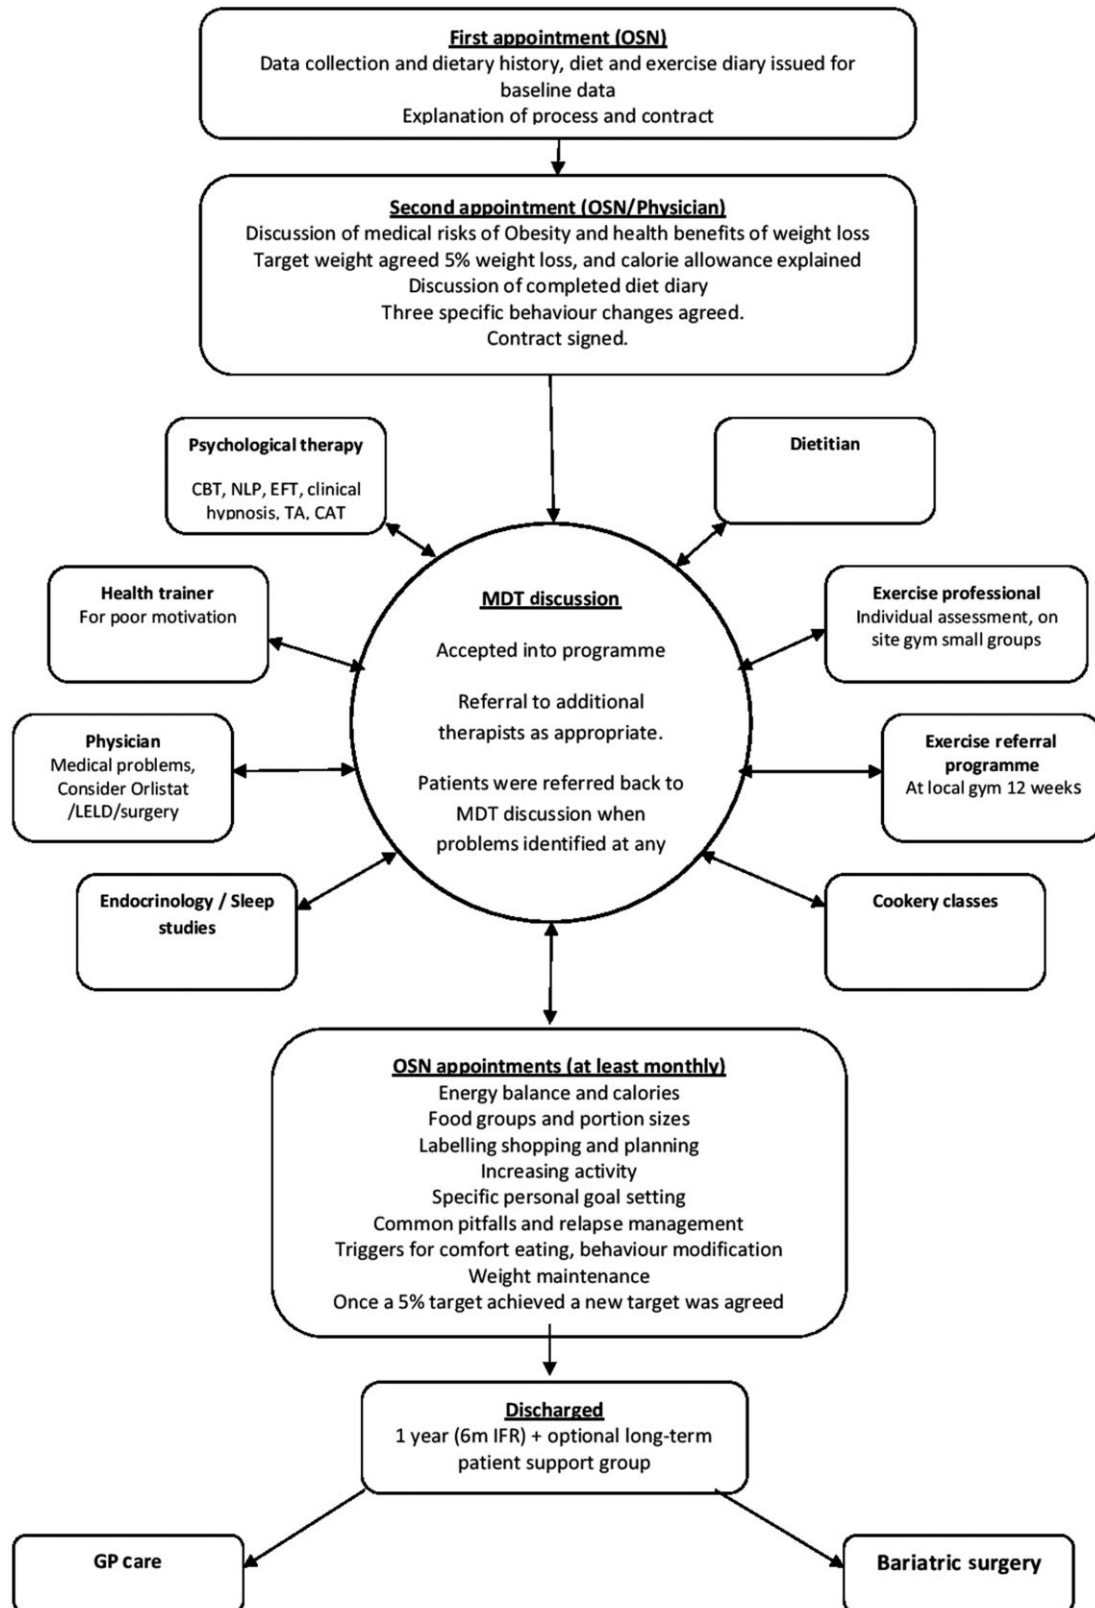 First appointment (OSN)
Data collection and dietary history, diet and exercise diary issued for
baseline data
Explanation of process and contract
Second appointment (OSN/Physician)
Discussion of medical risks of Obesity and health benefits of weight loss
Target weight agreed 5% weight loss, and calorie allowance explained
Discussion of completed diet diary
Three specific behaviour changes agreed.
Contract signed.
Psychological therapy
CBT, NLP, EFT, clinical
hypnosis, TA, CAT
Dietitian
Health trainer
For poor motivation
MDT discussion
Accepted into programme
Referral to additional
therapists as appropriate.
Patients were referred back to
MDT discussion when
problems identified at any
Exercise professional
Individual assessment, on
site gym small groups
Physician
Medical problems,
Consider Orlistat
/LELD/surgery
Exercise referral
programme
At local gym 12 weeks
Endocrinology / Sleep
studies
Cookery classes
OSN appointments (at least monthly)
Energy balance and calories
Food groups and portion sizes
Labelling shopping and planning
Increasing activity
Specific personal goal setting
Common pitfalls and relapse management
Triggers for comfort eating, behaviour modification
Weight maintenance
Once a 5% target achieved a new target was agreed
Discharged
1 year (6m IFR) + optional long-term
patient support group
GP care
Bariatric surgery